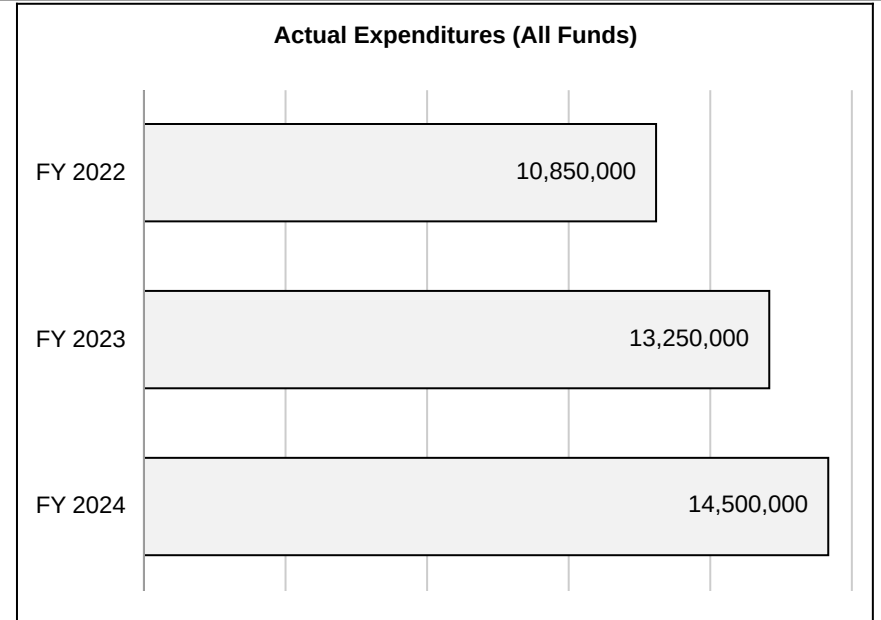 Actual Expenditures (All Funds)
FY 2022
10,850,000
FY 2023
13,250,000
FY 2024
14,500,000